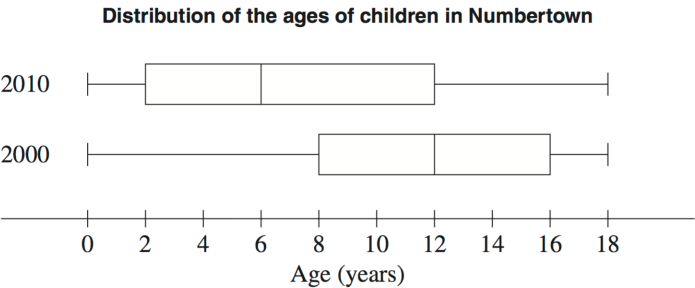 Distribution of the ages of children in Numbertown
2010
2000
0 2 4 6 8 10 12 14 16 18
Age (years)